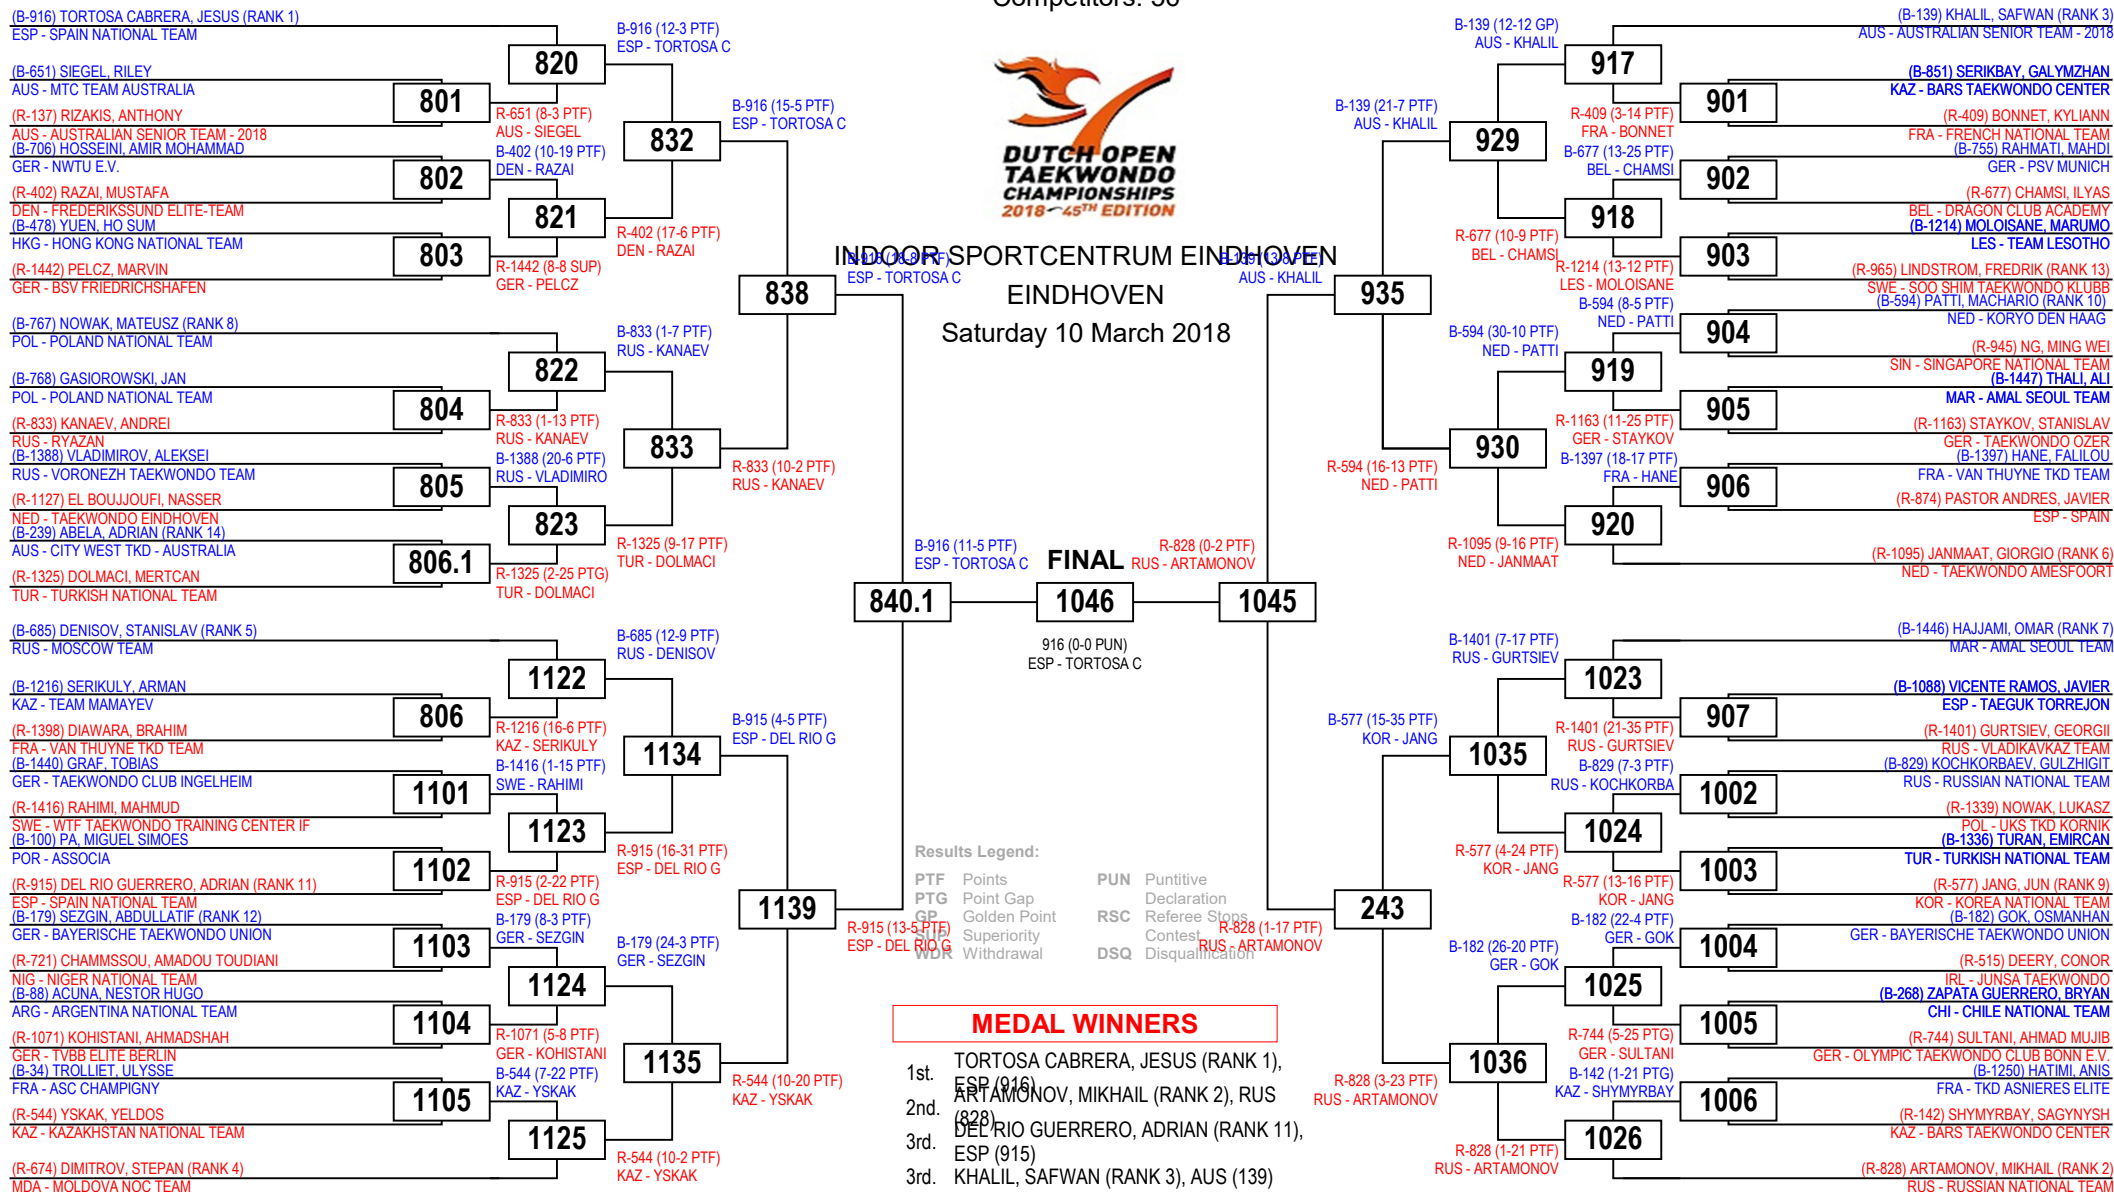 Competitors: 56
(B-916) TORTOSA CABRERA, JESUS (RANK 1)
ESP - SPAIN NATIONAL TEAM
(B-651) SIEGEL, RILEY
AUS - MTC TEAM AUSTRALIA
(R-137) RIZAKIS, ANTHONY
AUS - AUSTRALIAN SENIOR TEAM - 2018
(B-706) HOSSEINI, AMIR MOHAMMAD
GER - NWTU E.V.
(R-402) RAZAI, MUSTAFA
DEN - FREDERIKSSUND ELITE-TEAM
(B-478) YUEN, HO SUM
HKG - HONG KONG NATIONAL TEAM
(R-1442) PELCZ, MARVIN
GER - BSV FRIEDRICHSHAFEN
(B-767) NOWAK, MATEUSZ (RANK 8)
POL - POLAND NATIONAL TEAM
(B-768) GASIOROWSKI, JAN
POL - POLAND NATIONAL TEAM
(R-833) KANAEV, ANDREI
RUS - RYAZAN
(B-1388) VLADIMIROV, ALEKSEI
RUS - VORONEZH TAEKWONDO TEAM
(R-1127) EL BOUJJOUFI, NASSER
NED - TAEKWONDO EINDHOVEN
(B-239) ABELA, ADRIAN (RANK 14)
AUS - CITY WEST TKD - AUSTRALIA
(R-1325) DOLMACI, MERTCAN
TUR - TURKISH NATIONAL TEAM
(B-685) DENISOV, STANISLAV (RANK 5)
RUS - MOSCOW TEAM
(B-1216) SERIKULY, ARMAN
KAZ - TEAM MAMAYEV
(R-1398) DIAWARA, BRAHIM
FRA - VAN THUYNE TKD TEAM
(B-1440) GRAF, TOBIAS
GER - TAEKWONDO CLUB INGELHEIM
(R-1416) RAHIMI, MAHMUD
SWE - WTF TAEKWONDO TRAINING CENTER IF
(B-100) PA, MIGUEL SIMOES
POR - ASSOCIA
(R-915) DEL RIO GUERRERO, ADRIAN (RANK 11)
ESP - SPAIN NATIONAL TEAM
(B-179) SEZGIN, ABDULLATIF (RANK 12)
GER - BAYERISCHE TAEKWONDO UNION
(R-721) CHAMMSSOU, AMADOU TOUDIANI
NIG - NIGER NATIONAL TEAM
(B-88) ACUNA, NESTOR HUGO
ARG - ARGENTINA NATIONAL TEAM
(R-1071) KOHISTANI, AHMADSHAH
GER - TVBB ELITE BERLIN
(B-34) TROLLIET, ULYSSE
FRA - ASC CHAMPIGNY
(R-544) YSKAK, YELDOS
KAZ - KAZAKHSTAN NATIONAL TEAM
(R-674) DIMITROV, STEPAN (RANK 4)
MDA - MOLDOVA NOC TEAM
801
802
803
804
805
806.1
806
1101
1102
1103
1104
1105
R-651 (8-3 PTF)
AUS - SIEGEL
B-402 (10-19 PTF)
DEN - RAZAI
R-1442 (8-8 SUP)
GER - PELCZ
R-833 (1-13 PTF)
RUS - KANAEV
B-1388 (20-6 PTF)
RUS - VLADIMIRO
R-1325 (2-25 PTG)
TUR - DOLMACI
R-1216 (16-6 PTF)
KAZ - SERIKULY
B-1416 (1-15 PTF)
SWE - RAHIMI
R-915 (2-22 PTF)
ESP - DEL RIO G
B-179 (8-3 PTF)
GER - SEZGIN
R-1071 (5-8 PTF)
GER - KOHISTANI
B-544 (7-22 PTF)
KAZ - YSKAK
820
821
822
823
1122
1123
1124
1125
B-916 (12-3 PTF)
ESP - TORTOSA C
R-402 (17-6 PTF)
DEN - RAZAI
B-833 (1-7 PTF)
RUS - KANAEV
R-1325 (9-17 PTF)
TUR - DOLMACI
B-685 (12-9 PTF)
RUS - DENISOV
R-915 (16-31 PTF)
ESP - DEL RIO G
B-179 (24-3 PTF)
GER - SEZGIN
R-544 (10-2 PTF)
KAZ - YSKAK
832
833
1134
1135
B-916 (15-5 PTF)
ESP - TORTOSA C
R-833 (10-2 PTF)
RUS - KANAEV
B-915 (4-5 PTF)
ESP - DEL RIO G
R-544 (10-20 PTF)
KAZ - YSKAK
838
1139
DUTCH OPEN
TAEKWONDO
CHAMPIONSHIPS
2018 ~ 45TH EDITION
INDOOR SPORTCENTRUM EINDHOVEN
EINDHOVEN
Saturday 10 March 2018
ESP - TORTOSA C
AUS - KHALIL
R-915 (13-5 PTF)
ESP - DEL RIO G
R-828 (1-17 PTF)
RUS - ARTAMONOV
B-916 (11-5 PTF)
ESP - TORTOSA C
FINAL
R-828 (0-2 PTF)
RUS - ARTAMONOV
840.1
1046
1045
916 (0-0 PUN)
ESP - TORTOSA C
Results Legend:
PTF Points
PTG Point Gap
GP Golden Point
SUP Superiority
WDR Withdrawal
PUN Puntitive Declaration
RSC Referee Stops Contest
DSQ Disqualification
MEDAL WINNERS
1st. TORTOSA CABRERA, JESUS (RANK 1), ESP (916)
2nd. ARTAMONOV, MIKHAIL (RANK 2), RUS (828)
3rd. DEL RIO GUERRERO, ADRIAN (RANK 11), ESP (915)
3rd. KHALIL, SAFWAN (RANK 3), AUS (139)
935
243
B-139 (21-7 PTF)
AUS - KHALIL
R-594 (16-13 PTF)
NED - PATTI
B-577 (15-35 PTF)
KOR - JANG
R-828 (3-23 PTF)
RUS - ARTAMONOV
929
930
1035
1036
B-139 (12-12 GP)
AUS - KHALIL
R-677 (10-9 PTF)
BEL - CHAMSI
B-594 (30-10 PTF)
NED - PATTI
R-1095 (9-16 PTF)
NED - JANMAAT
B-1401 (7-17 PTF)
RUS - GURTSIEV
R-577 (4-24 PTF)
KOR - JANG
B-182 (26-20 PTF)
GER - GOK
R-828 (1-21 PTF)
RUS - ARTAMONOV
917
918
919
920
1023
1024
1025
1026
R-409 (3-14 PTF)
FRA - BONNET
B-677 (13-25 PTF)
BEL - CHAMSI
R-1214 (13-12 PTF)
LES - MOLOISANE
B-594 (8-5 PTF)
NED - PATTI
R-1163 (11-25 PTF)
GER - STAYKOV
B-1397 (18-17 PTF)
FRA - HANE
R-1401 (21-35 PTF)
RUS - GURTSIEV
B-829 (7-3 PTF)
RUS - KOCHKORBA
R-577 (13-16 PTF)
KOR - JANG
B-182 (22-4 PTF)
GER - GOK
R-744 (5-25 PTG)
GER - SULTANI
B-142 (1-21 PTG)
KAZ - SHYMYRBAY
901
902
903
904
905
906
907
1002
1003
1004
1005
1006
(B-139) KHALIL, SAFWAN (RANK 3)
AUS - AUSTRALIAN SENIOR TEAM - 2018
(B-851) SERIKBAY, GALYMZHAN
KAZ - BARS TAEKWONDO CENTER
(R-409) BONNET, KYLIANN
FRA - FRENCH NATIONAL TEAM
(B-755) RAHMATI, MAHDI
GER - PSV MUNICH
(R-677) CHAMSI, ILYAS
BEL - DRAGON CLUB ACADEMY
(B-1214) MOLOISANE, MARUMO
LES - TEAM LESOTHO
(R-965) LINDSTROM, FREDRIK (RANK 13)
SWE - SOO SHIM TAEKWONDO KLUBB
(B-594) PATTI, MACHARIO (RANK 10)
NED - KORYO DEN HAAG
(R-945) NG, MING WEI
SIN - SINGAPORE NATIONAL TEAM
(B-1447) THALI, ALI
MAR - AMAL SEOUL TEAM
(R-1163) STAYKOV, STANISLAV
GER - TAEKWONDO OZER
(B-1397) HANE, FALILOU
FRA - VAN THUYNE TKD TEAM
(R-874) PASTOR ANDRES, JAVIER
ESP - SPAIN
(R-1095) JANMAAT, GIORGIO (RANK 6)
NED - TAEKWONDO AMESFOORT
(B-1446) HAJJAMI, OMAR (RANK 7)
MAR - AMAL SEOUL TEAM
(B-1088) VICENTE RAMOS, JAVIER
ESP - TAEGUK TORREJON
(R-1401) GURTSIEV, GEORGII
RUS - VLADIKAVKAZ TEAM
(B-829) KOCHKORBAEV, GULZHIGIT
RUS - RUSSIAN NATIONAL TEAM
(R-1339) NOWAK, LUKASZ
POL - UKS TKD KORNIK
(B-1336) TURAN, EMIRCAN
TUR - TURKISH NATIONAL TEAM
(R-577) JANG, JUN (RANK 9)
KOR - KOREA NATIONAL TEAM
(B-182) GOK, OSMANHAN
GER - BAYERISCHE TAEKWONDO UNION
(R-515) DEERY, CONOR
IRL - JUNSA TAEKWONDO
(B-268) ZAPATA GUERRERO, BRYAN
CHI - CHILE NATIONAL TEAM
(R-744) SULTANI, AHMAD MUJIB
GER - OLYMPIC TAEKWONDO CLUB BONN E.V.
(B-1250) HATIMI, ANIS
FRA - TKD ASNIERES ELITE
(R-142) SHYMYRBAY, SAGYNYSH
KAZ - BARS TAEKWONDO CENTER
(R-828) ARTAMONOV, MIKHAIL (RANK 2)
RUS - RUSSIAN NATIONAL TEAM